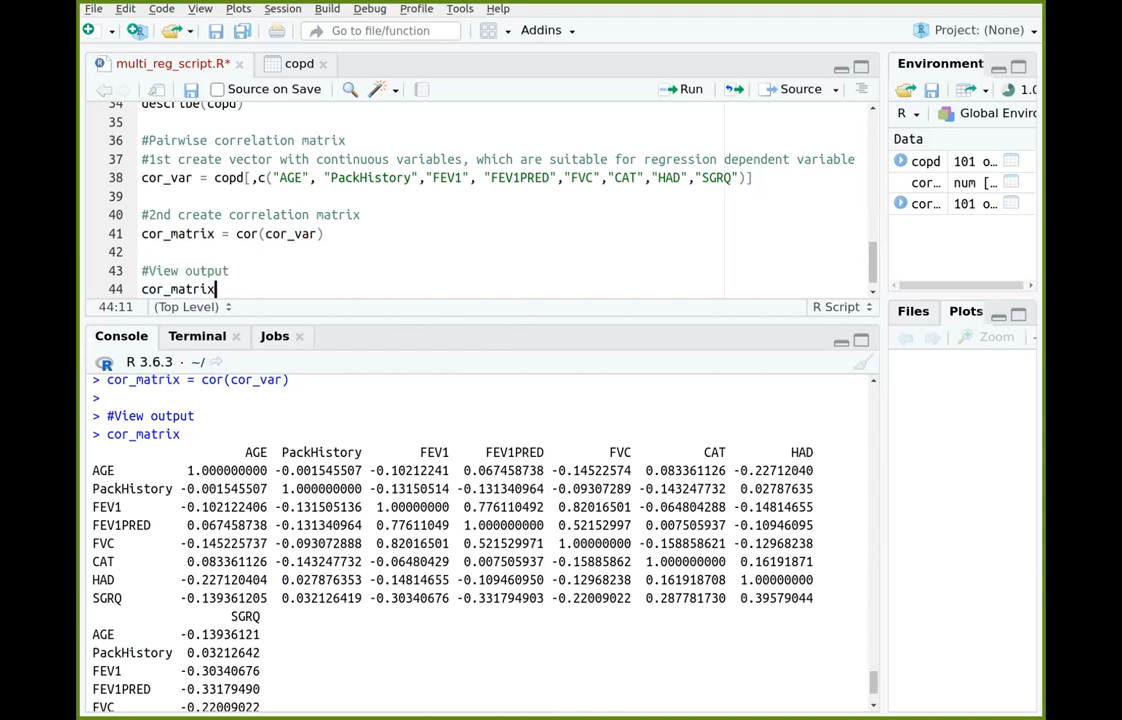 File Edit Code View Plots Session Build Debug Profile Tools Help
Go to file/function Addins Project: (None)
multi_reg_script.R* copd
Source on Save Run Source
34 describe(copd)
35
36 #Pairwise correlation matrix
37 #1st create vector with continuous variables, which are suitable for regression dependent variable
38 cor_var = copd[,c("AGE", "PackHistory","FEV1", "FEV1PRED","FVC","CAT","HAD","SGRQ")]
39
40 #2nd create correlation matrix
41 cor_matrix = cor(cor_var)
42
43 #View output
44 cor_matrix
44:11 (Top Level) R Script
Console Terminal Jobs
R 3.6.3 · ~/
> cor_matrix = cor(cor_var)
>
> #View output
> cor_matrix
AGE PackHistory FEV1 FEV1PRED FVC CAT HAD
AGE 1.000000000 -0.001545507 -0.10212241 0.067458738 -0.14522574 0.083361126 -0.22712040
PackHistory -0.001545507 1.000000000 -0.13150514 -0.131340964 -0.09307289 -0.143247732 0.02787635
FEV1 -0.102122406 -0.131505136 1.00000000 0.776110492 0.82016501 -0.064804288 -0.14814655
FEV1PRED 0.067458738 -0.131340964 0.77611049 1.000000000 0.52152997 0.007505937 -0.10946095
FVC -0.145225737 -0.093072888 0.82016501 0.521529971 1.00000000 -0.158858621 -0.12968238
CAT 0.083361126 -0.143247732 -0.06480429 0.007505937 -0.15885862 1.000000000 0.16191871
HAD -0.227120404 0.027876353 -0.14814655 -0.109460950 -0.12968238 0.161918708 1.00000000
SGRQ -0.139361205 0.032126419 -0.30340676 -0.331794903 -0.22009022 0.287781730 0.39579044
SGRQ
AGE -0.13936121
PackHistory 0.03212642
FEV1 -0.30340676
FEV1PRED -0.33179490
FVC -0.22009022
Environment
1.0
R Global Enviro
Data
copd 101 o…
cor… num […
cor… 101 o…
Files Plots
Zoom